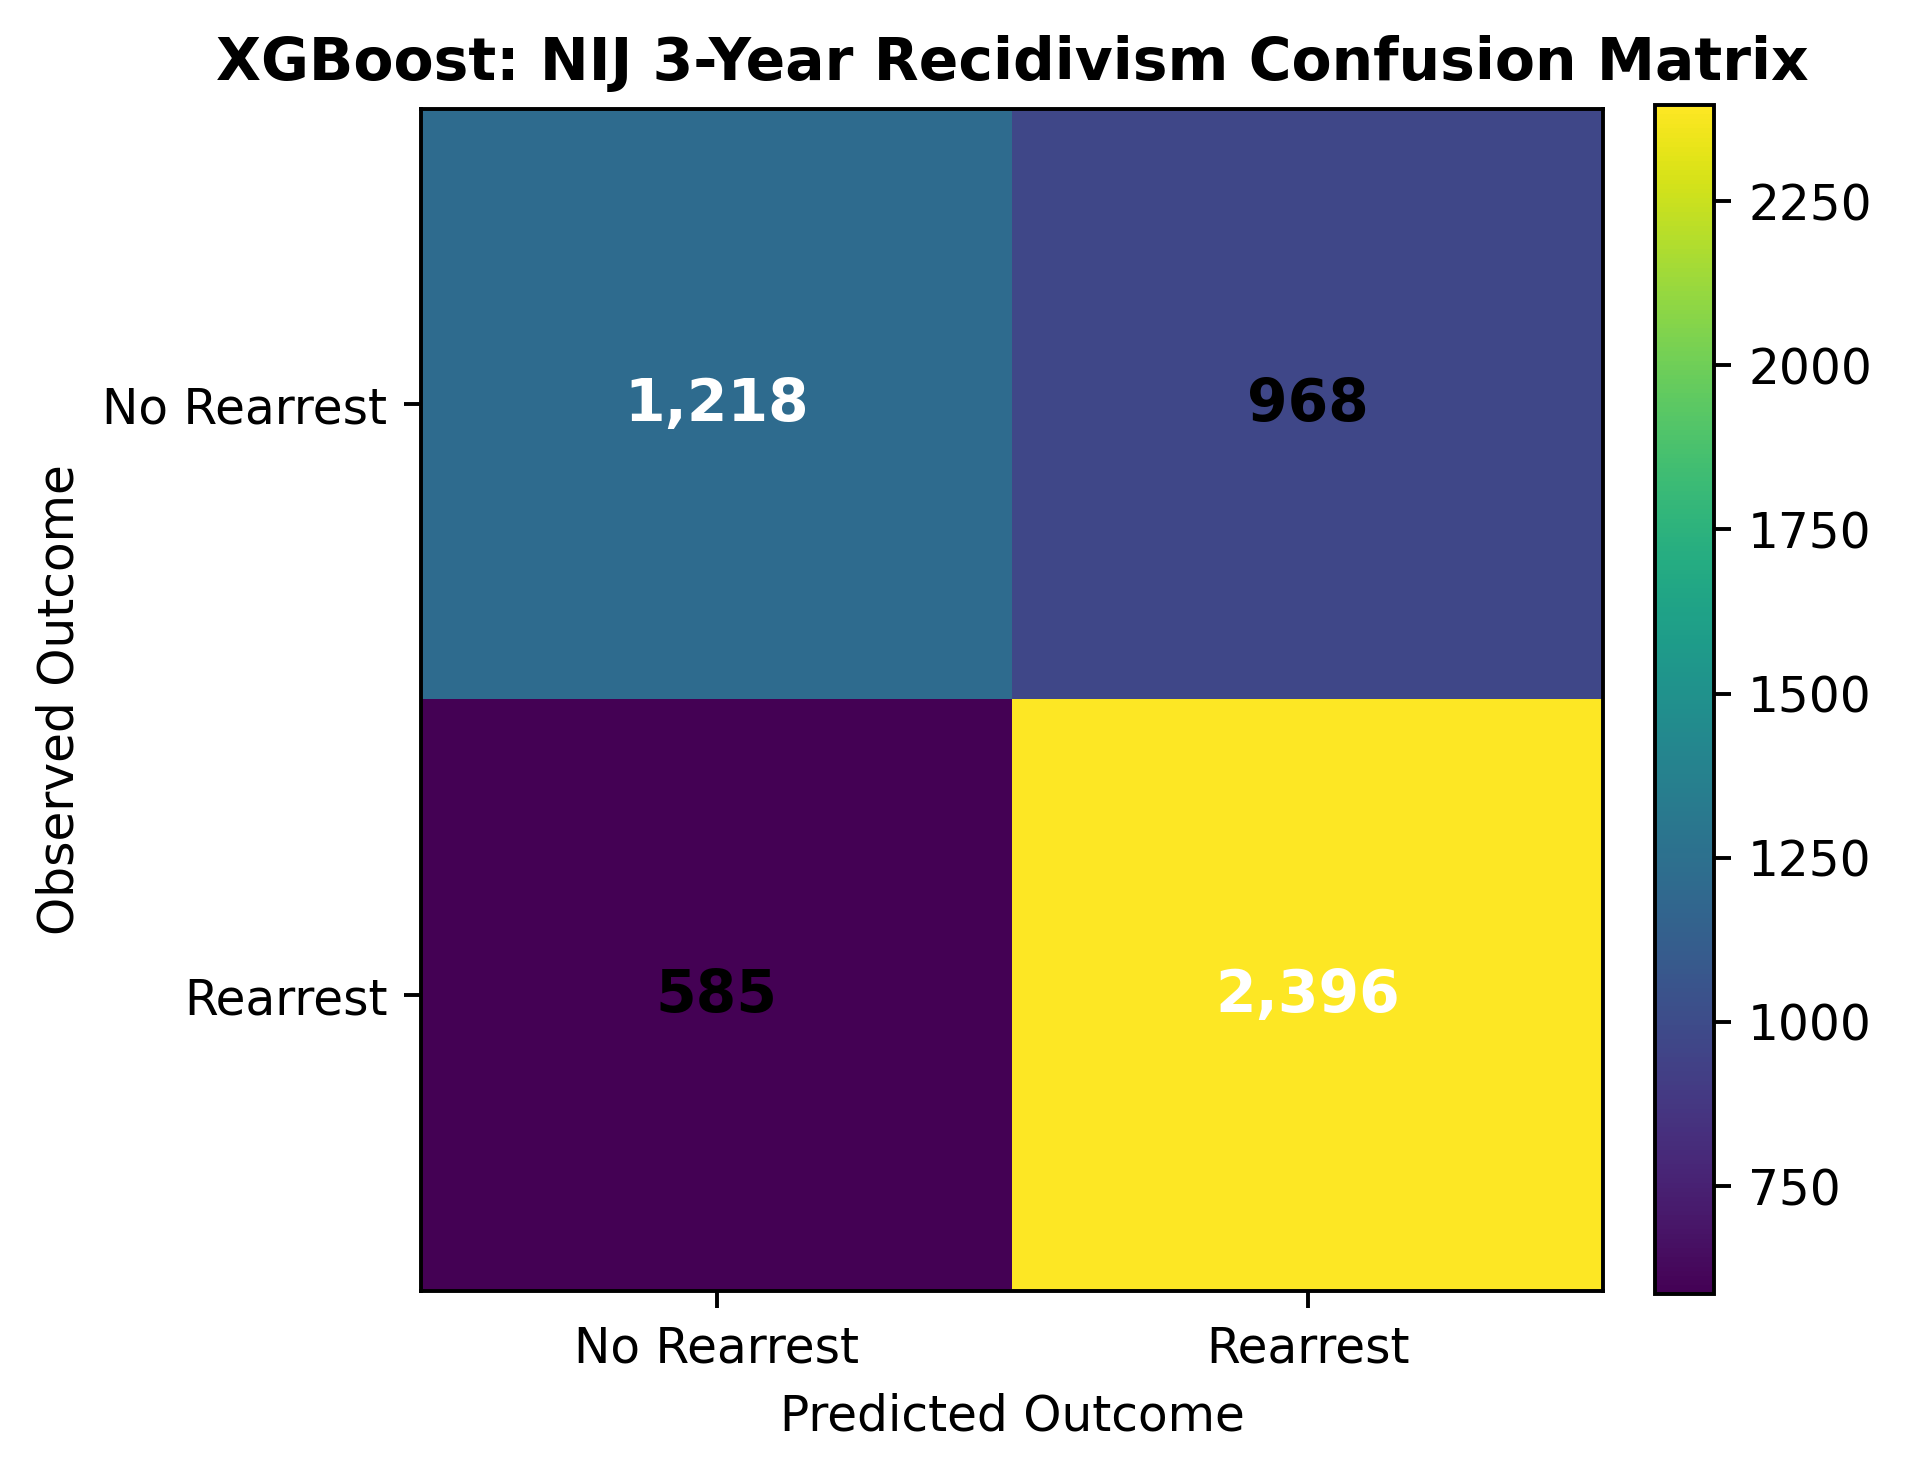 XGBoost: NIJ 3-Year Recidivism Confusion Matrix
Observed Outcome
No Rearrest
Rearrest
1,218
968
585
2,396
No Rearrest
Rearrest
Predicted Outcome
2250
2000
1750
1500
1250
1000
750